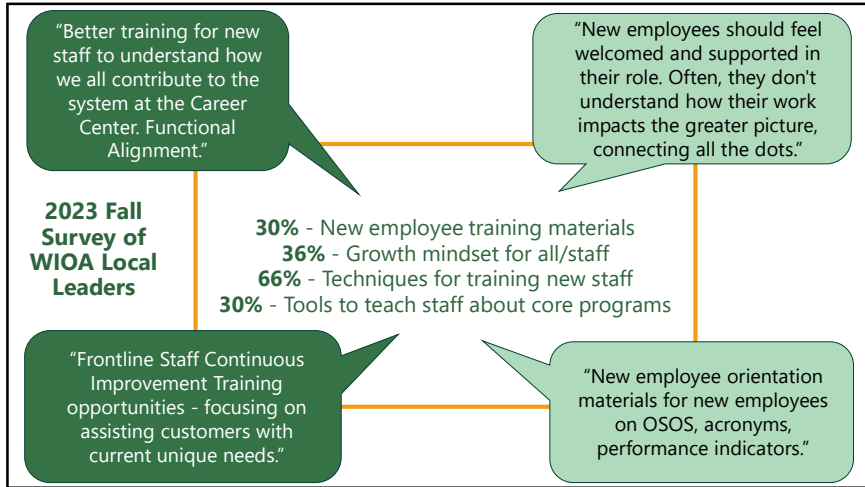 “Better training for new
staff to understand how
we all contribute to the
system at the Career
Center. Functional
Alignment.”
“New employees should feel
welcomed and supported in
their role. Often, they don't
understand how their work
impacts the greater picture,
connecting all the dots.”
2023 Fall
Survey of
WIOA Local
Leaders
30% - New employee training materials
36% - Growth mindset for all/staff
66% - Techniques for training new staff
30% - Tools to teach staff about core programs
“Frontline Staff Continuous
Improvement Training
opportunities - focusing on
assisting customers with
current unique needs.”
“New employee orientation
materials for new employees
on OSOS, acronyms,
performance indicators.”